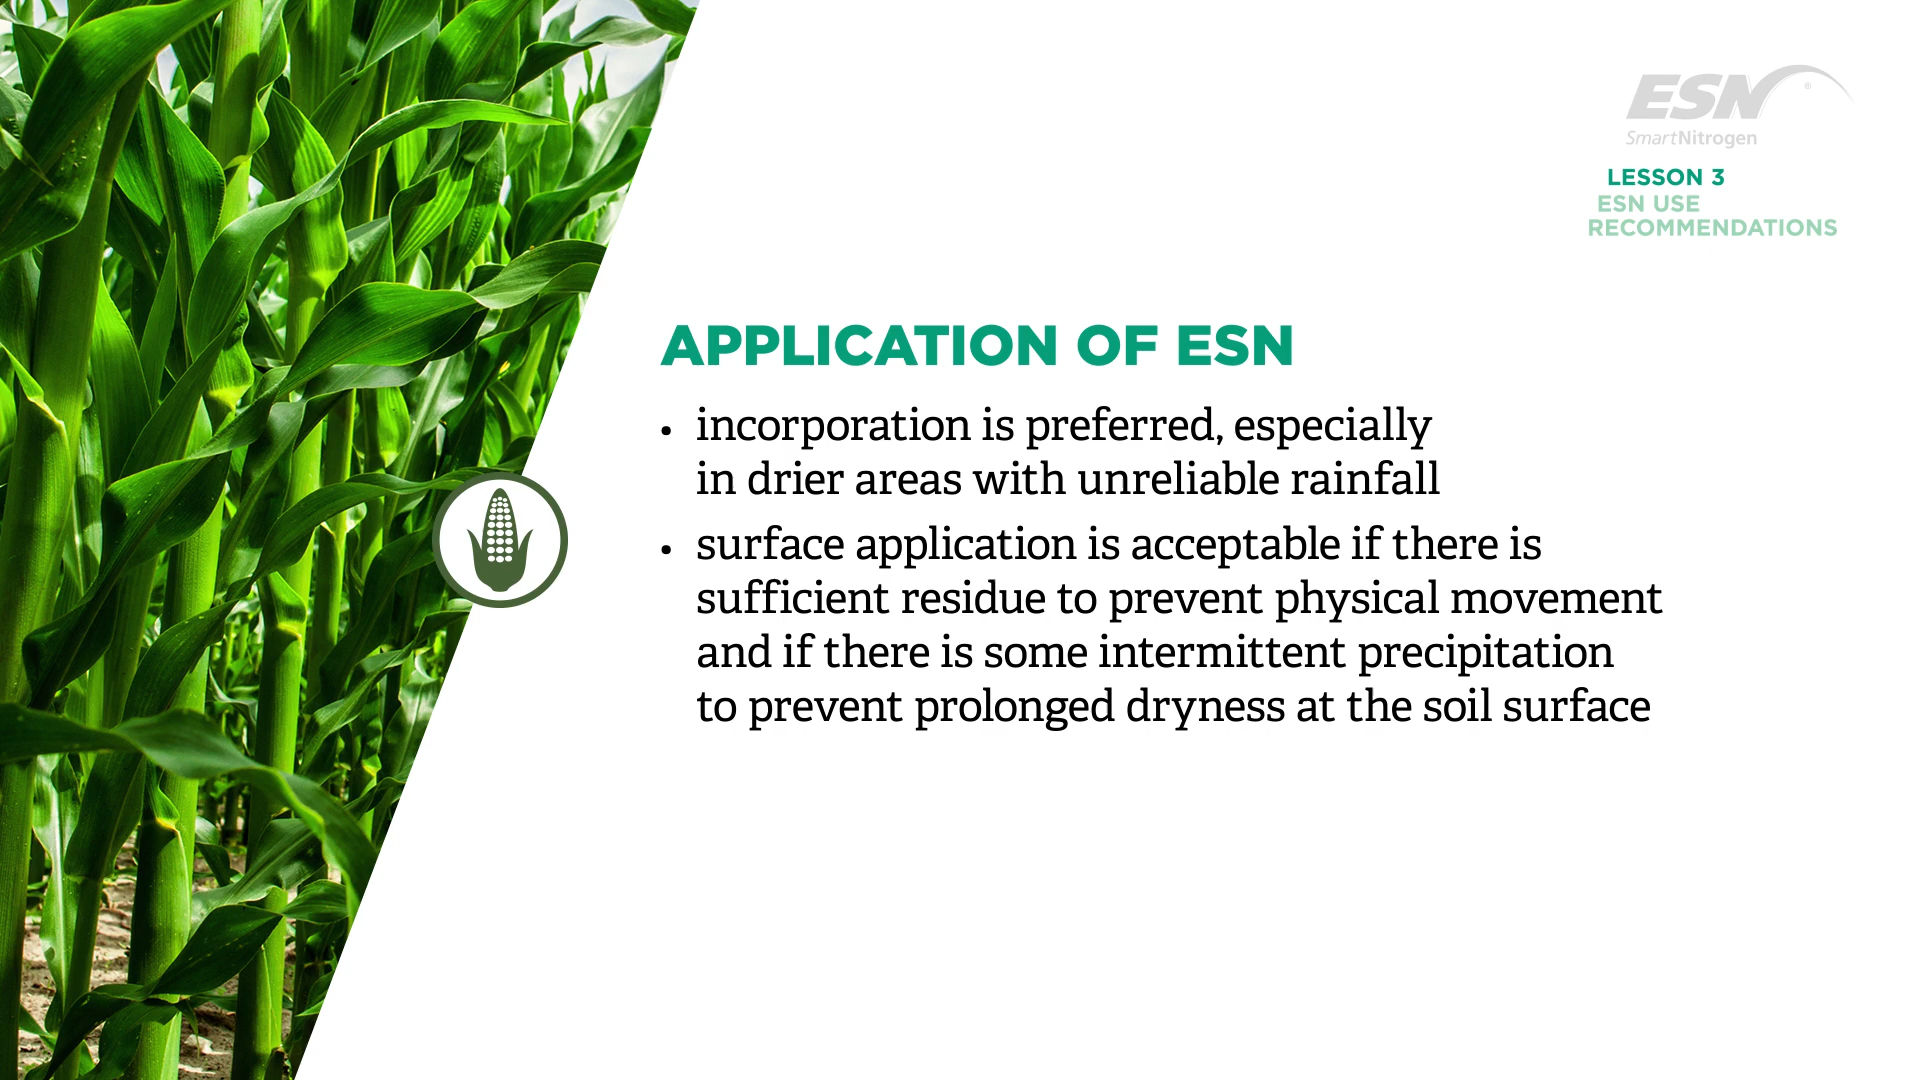 ESN®
SmartNitrogen
LESSON 3
ESN USE
RECOMMENDATIONS
APPLICATION OF ESN
• incorporation is preferred, especially
in drier areas with unreliable rainfall
• surface application is acceptable if there is
sufficient residue to prevent physical movement
and if there is some intermittent precipitation
to prevent prolonged dryness at the soil surface